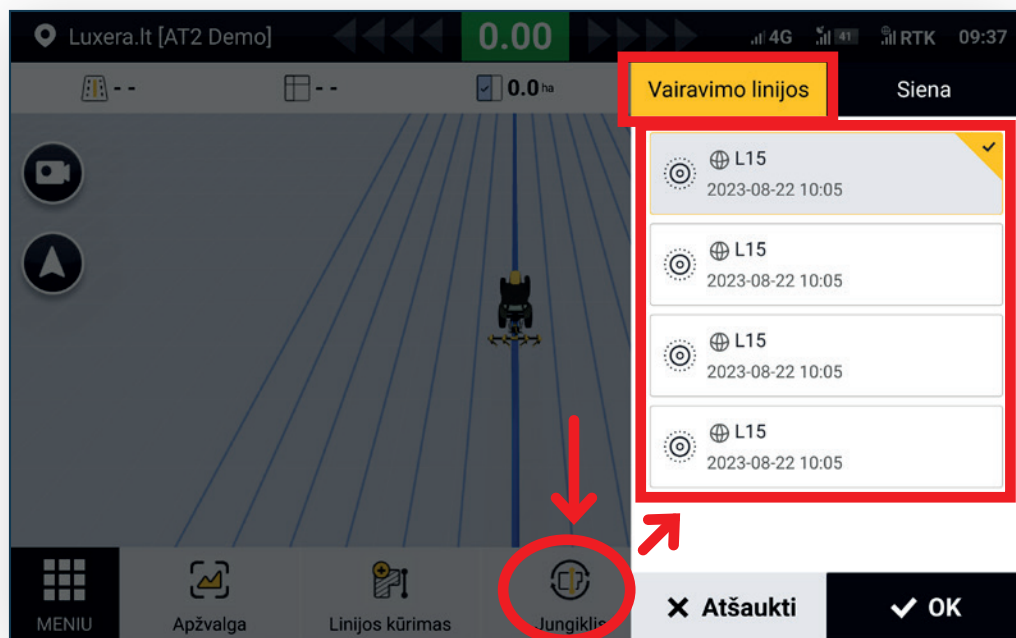 Luxera.lt [AT2 Demo]
0.00
4G
41
RTK
09:37
--
--
0.0 ha
Vairavimo linijos
Siena
L15
2023-08-22 10:05
L15
2023-08-22 10:05
L15
2023-08-22 10:05
L15
2023-08-22 10:05
MENIU
Apžvalga
Linijos kūrimas
Jungiklis
Atšaukti
OK